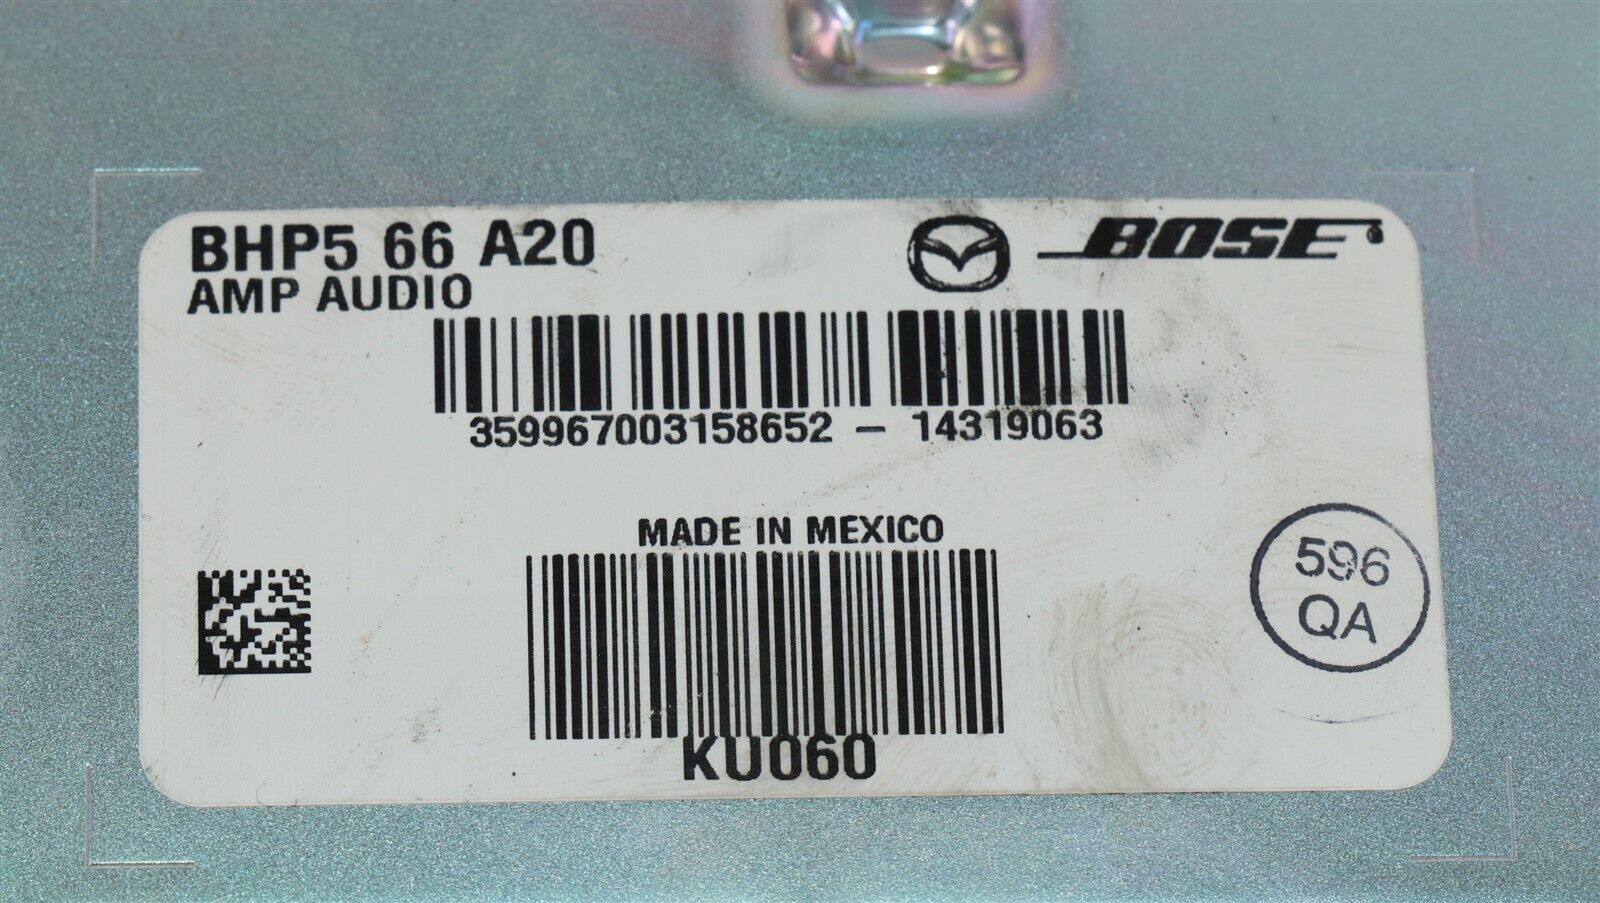 BHP5 66 A20
BOSE
AMP AUDIO
359967003158652 - 14319063
MADE IN MEXICO
596
QA
KU060